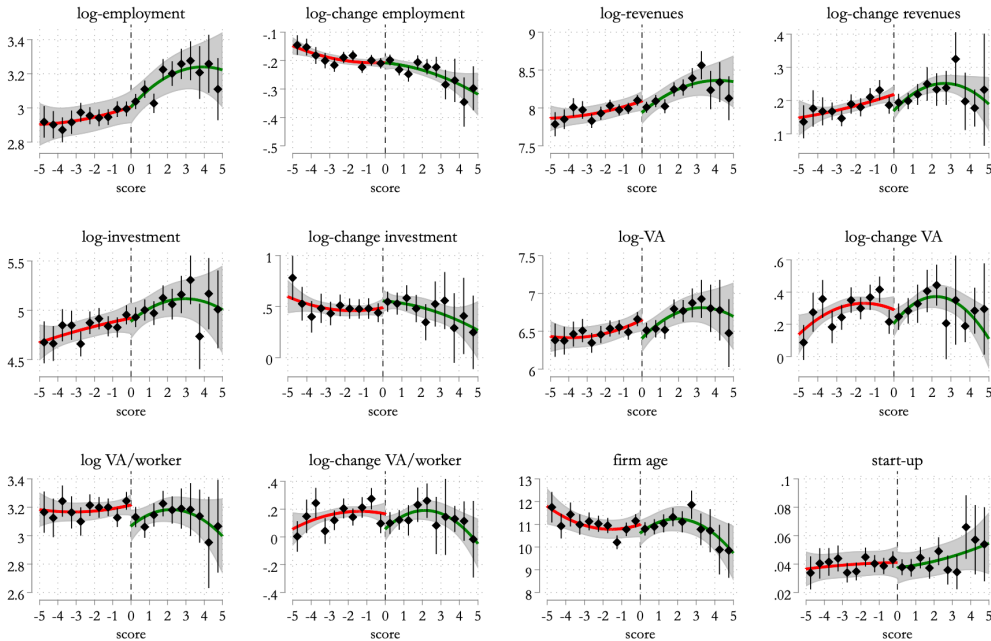 log-employment
3.4
3.2
3
2.8
-5 -4 -3 -2 -1 0 1 2 3 4 5
score
log-change employment
-.1
-.2
-.3
-.4
-.5
-5 -4 -3 -2 -1 0 1 2 3 4 5
score
log-revenues
9
8.5
8
7.5
-5 -4 -3 -2 -1 0 1 2 3 4 5
score
log-change revenues
.4
.3
.2
.1
-5 -4 -3 -2 -1 0 1 2 3 4 5
score
log-investment
5.5
5
4.5
-5 -4 -3 -2 -1 0 1 2 3 4 5
score
log-change investment
1
.5
0
-5 -4 -3 -2 -1 0 1 2 3 4 5
score
log-VA
7.5
7
6.5
6
-5 -4 -3 -2 -1 0 1 2 3 4 5
score
log-change VA
.6
.4
.2
0
-5 -4 -3 -2 -1 0 1 2 3 4 5
score
log VA/worker
3.4
3.2
3
2.8
2.6
-5 -4 -3 -2 -1 0 1 2 3 4 5
score
log-change VA/worker
.4
.2
0
-.2
-.4
-5 -4 -3 -2 -1 0 1 2 3 4 5
score
firm age
13
12
11
10
9
8
-5 -4 -3 -2 -1 0 1 2 3 4 5
score
start-up
.1
.08
.06
.04
.02
-5 -4 -3 -2 -1 0 1 2 3 4 5
score